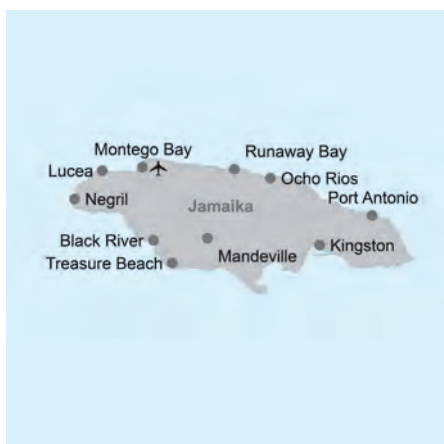 Montego Bay
Runaway Bay
Lucea
Ocho Rios
Port Antonio
Negril
Jamaika
Black River
Kingston
Mandeville
Treasure Beach